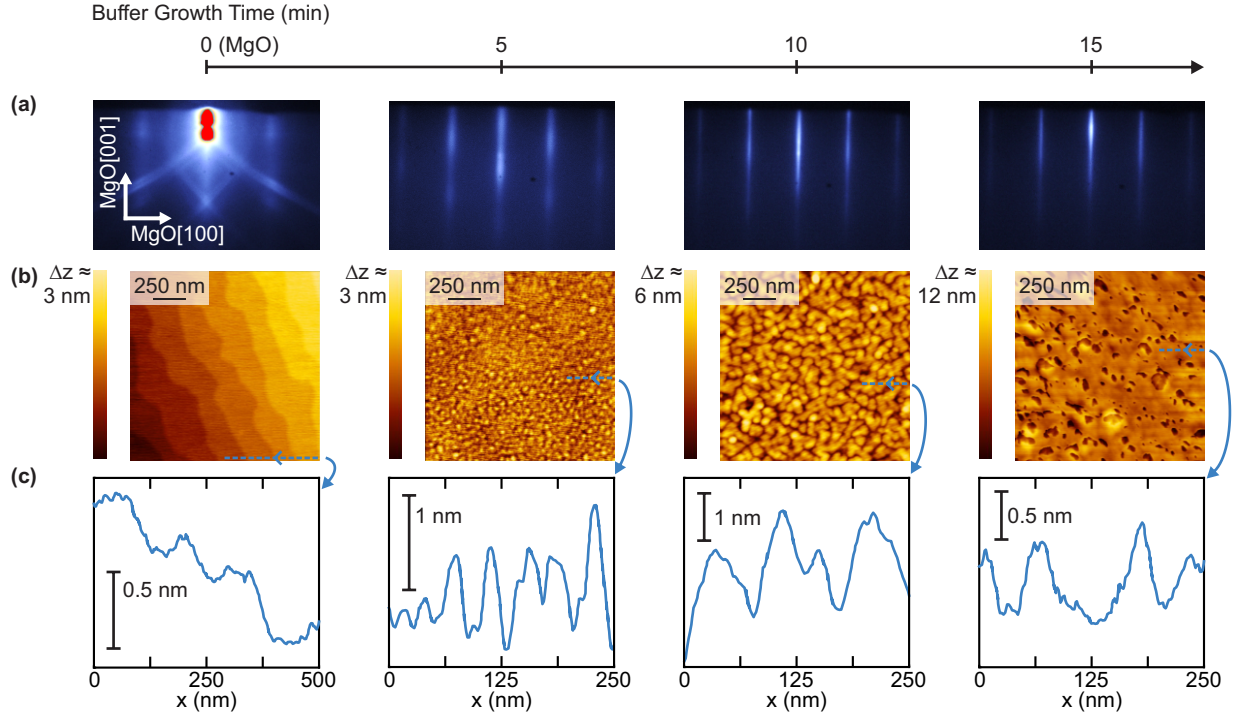 Buffer Growth Time (min)
0 (MgO) 5 10 15
(a)
MgO[001]
MgO[100]
(b)
Δz ≈
3 nm
250 nm
Δz ≈
3 nm
250 nm
Δz ≈
6 nm
250 nm
Δz ≈
12 nm
250 nm
(c)
0.5 nm
1 nm
1 nm
0.5 nm
0 250 500
x (nm)
0 125 250
x (nm)
0 125 250
x (nm)
0 125 250
x (nm)